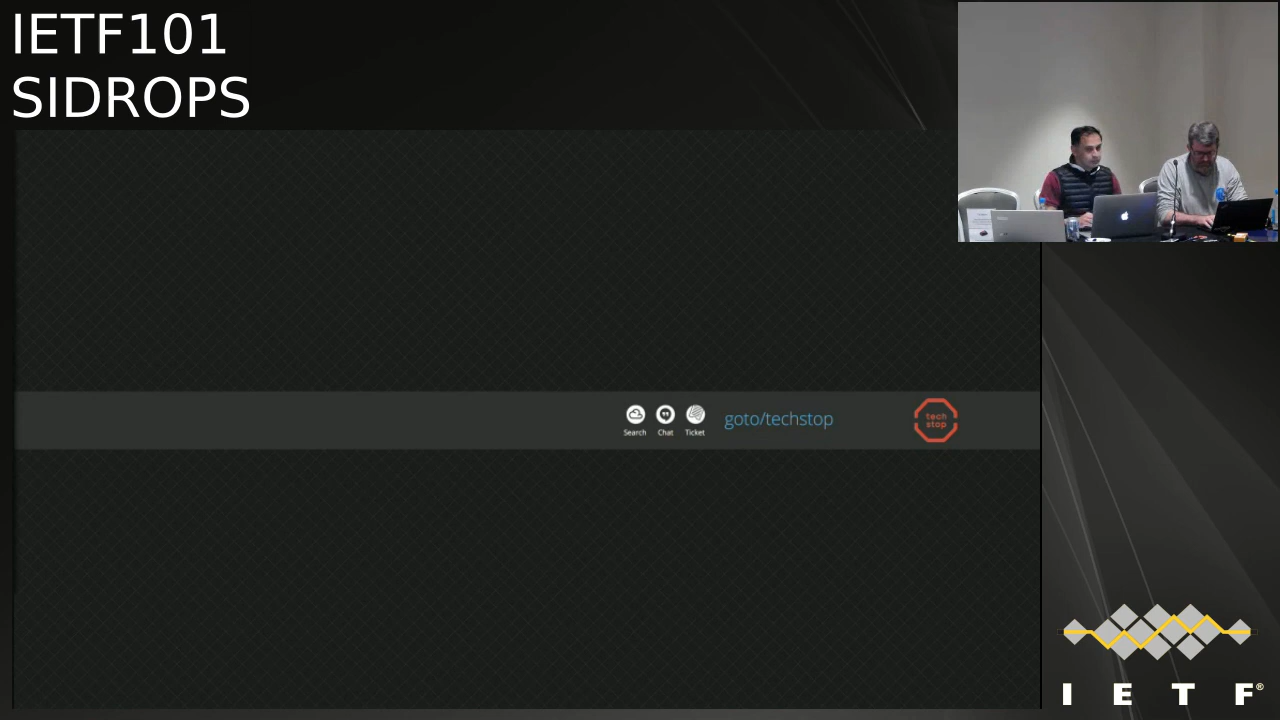 IETF101
SIDROPS
Search
Chat
Ticket
goto/techstop
tech
stop
I E T F®